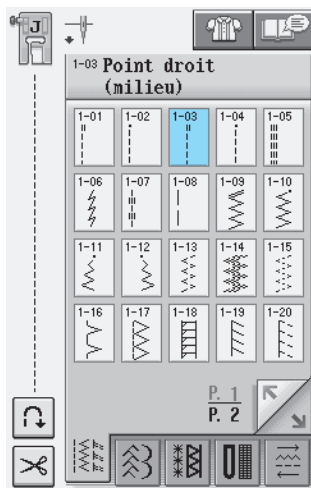 J
1-03 Point droit
(milieu)
1-01 1-02 1-03 1-04 1-05
1-06 1-07 1-08 1-09 1-10
1-11 1-12 1-13 1-14 1-15
1-16 1-17 1-18 1-19 1-20
P. 1
P. 2